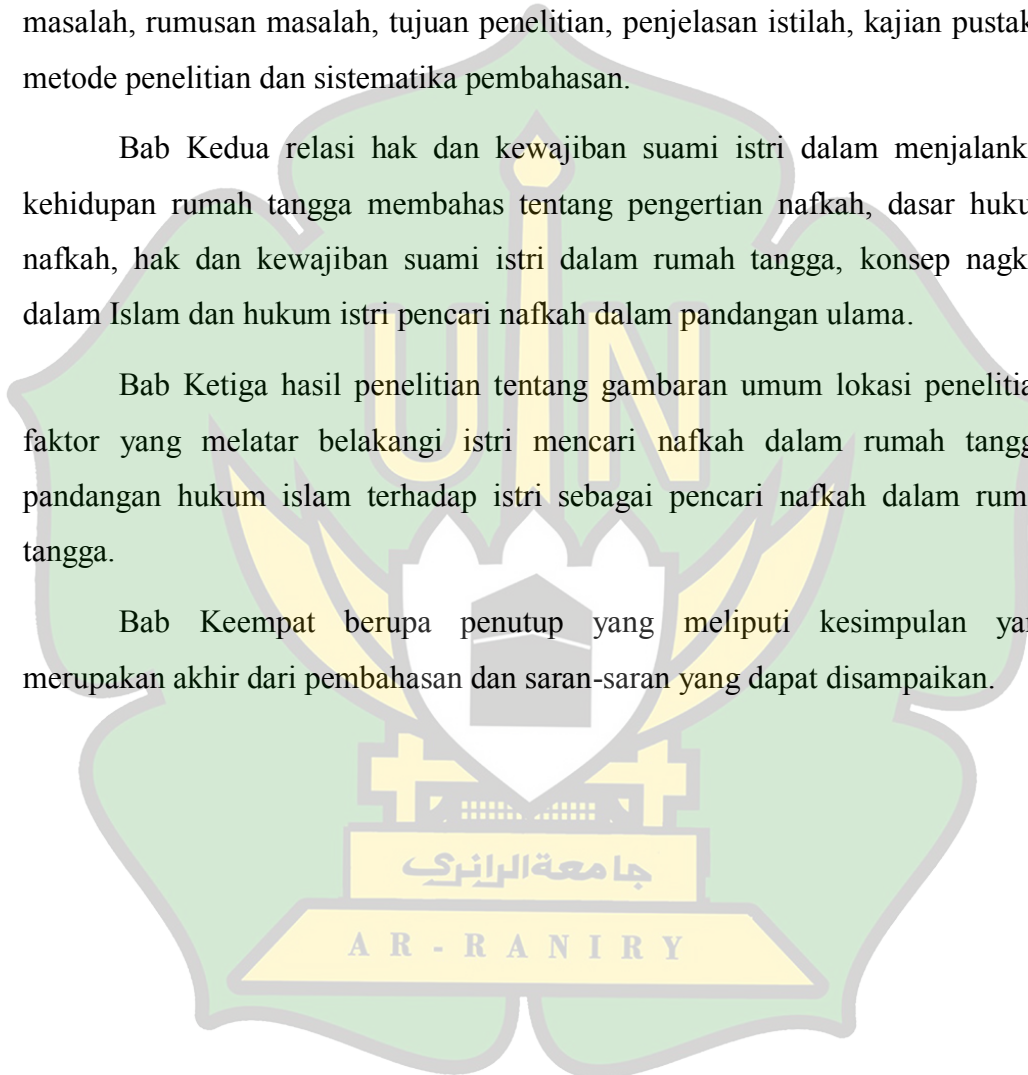 masalah, rumusan masalah, tujuan penelitian, penjelasan istilah, kajian pustak
metode penelitian dan sistematika pembahasan.
Bab Kedua relasi hak dan kewajiban suami istri dalam menjalank
kehidupan rumah tangga membahas tentang pengertian nafkah, dasar huku
nafkah, hak dan kewajiban suami istri dalam rumah tangga, konsep nagk
dalam Islam dan hukum istri pencari nafkah dalam pandangan ulama.
UIN
Bab Ketiga hasil penelitian tentang gambaran umum lokasi penelitia
faktor yang melatar belakangi istri mencari nafkah dalam rumah tangg
pandangan hukum islam terhadap istri sebagai pencari nafkah dalam rum
tangga.
Bab Keempat berupa penutup yang meliputi kesimpulan yan
merupakan akhir dari pembahasan dan saran-saran yang dapat disampaikan.
جامعة الرانري
AR-RANIRY